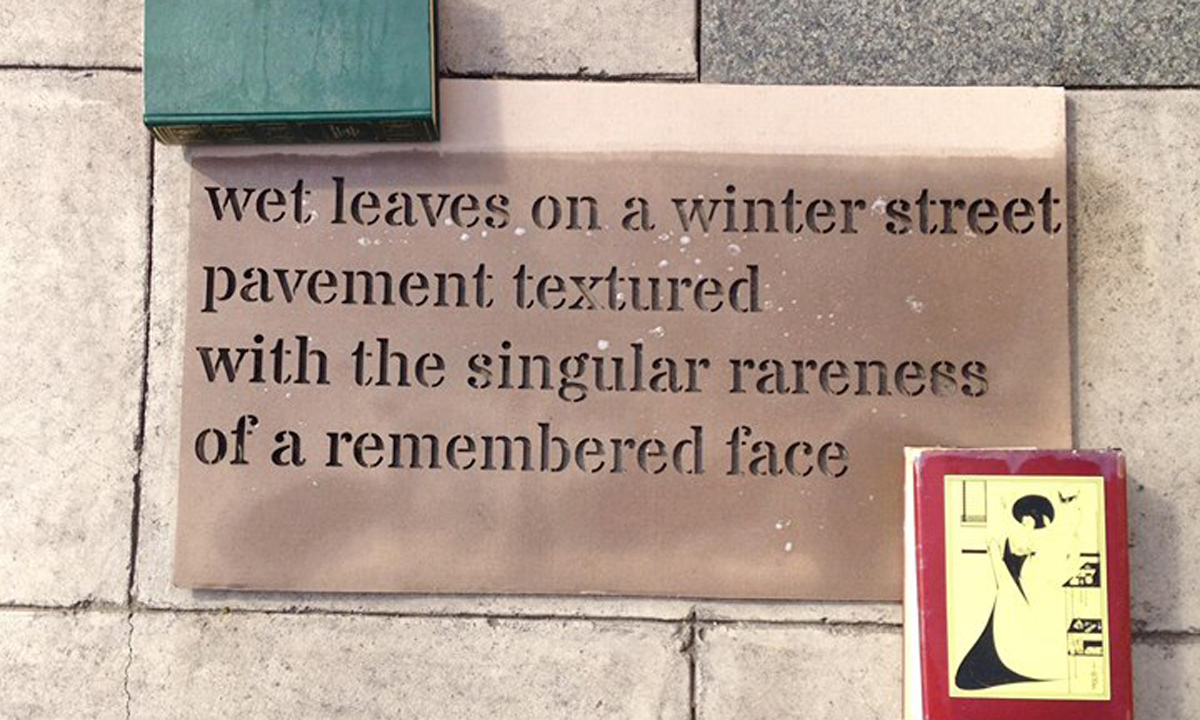 wet leaves on a winter street
pavement textured
with the singular rareness
of a remembered face